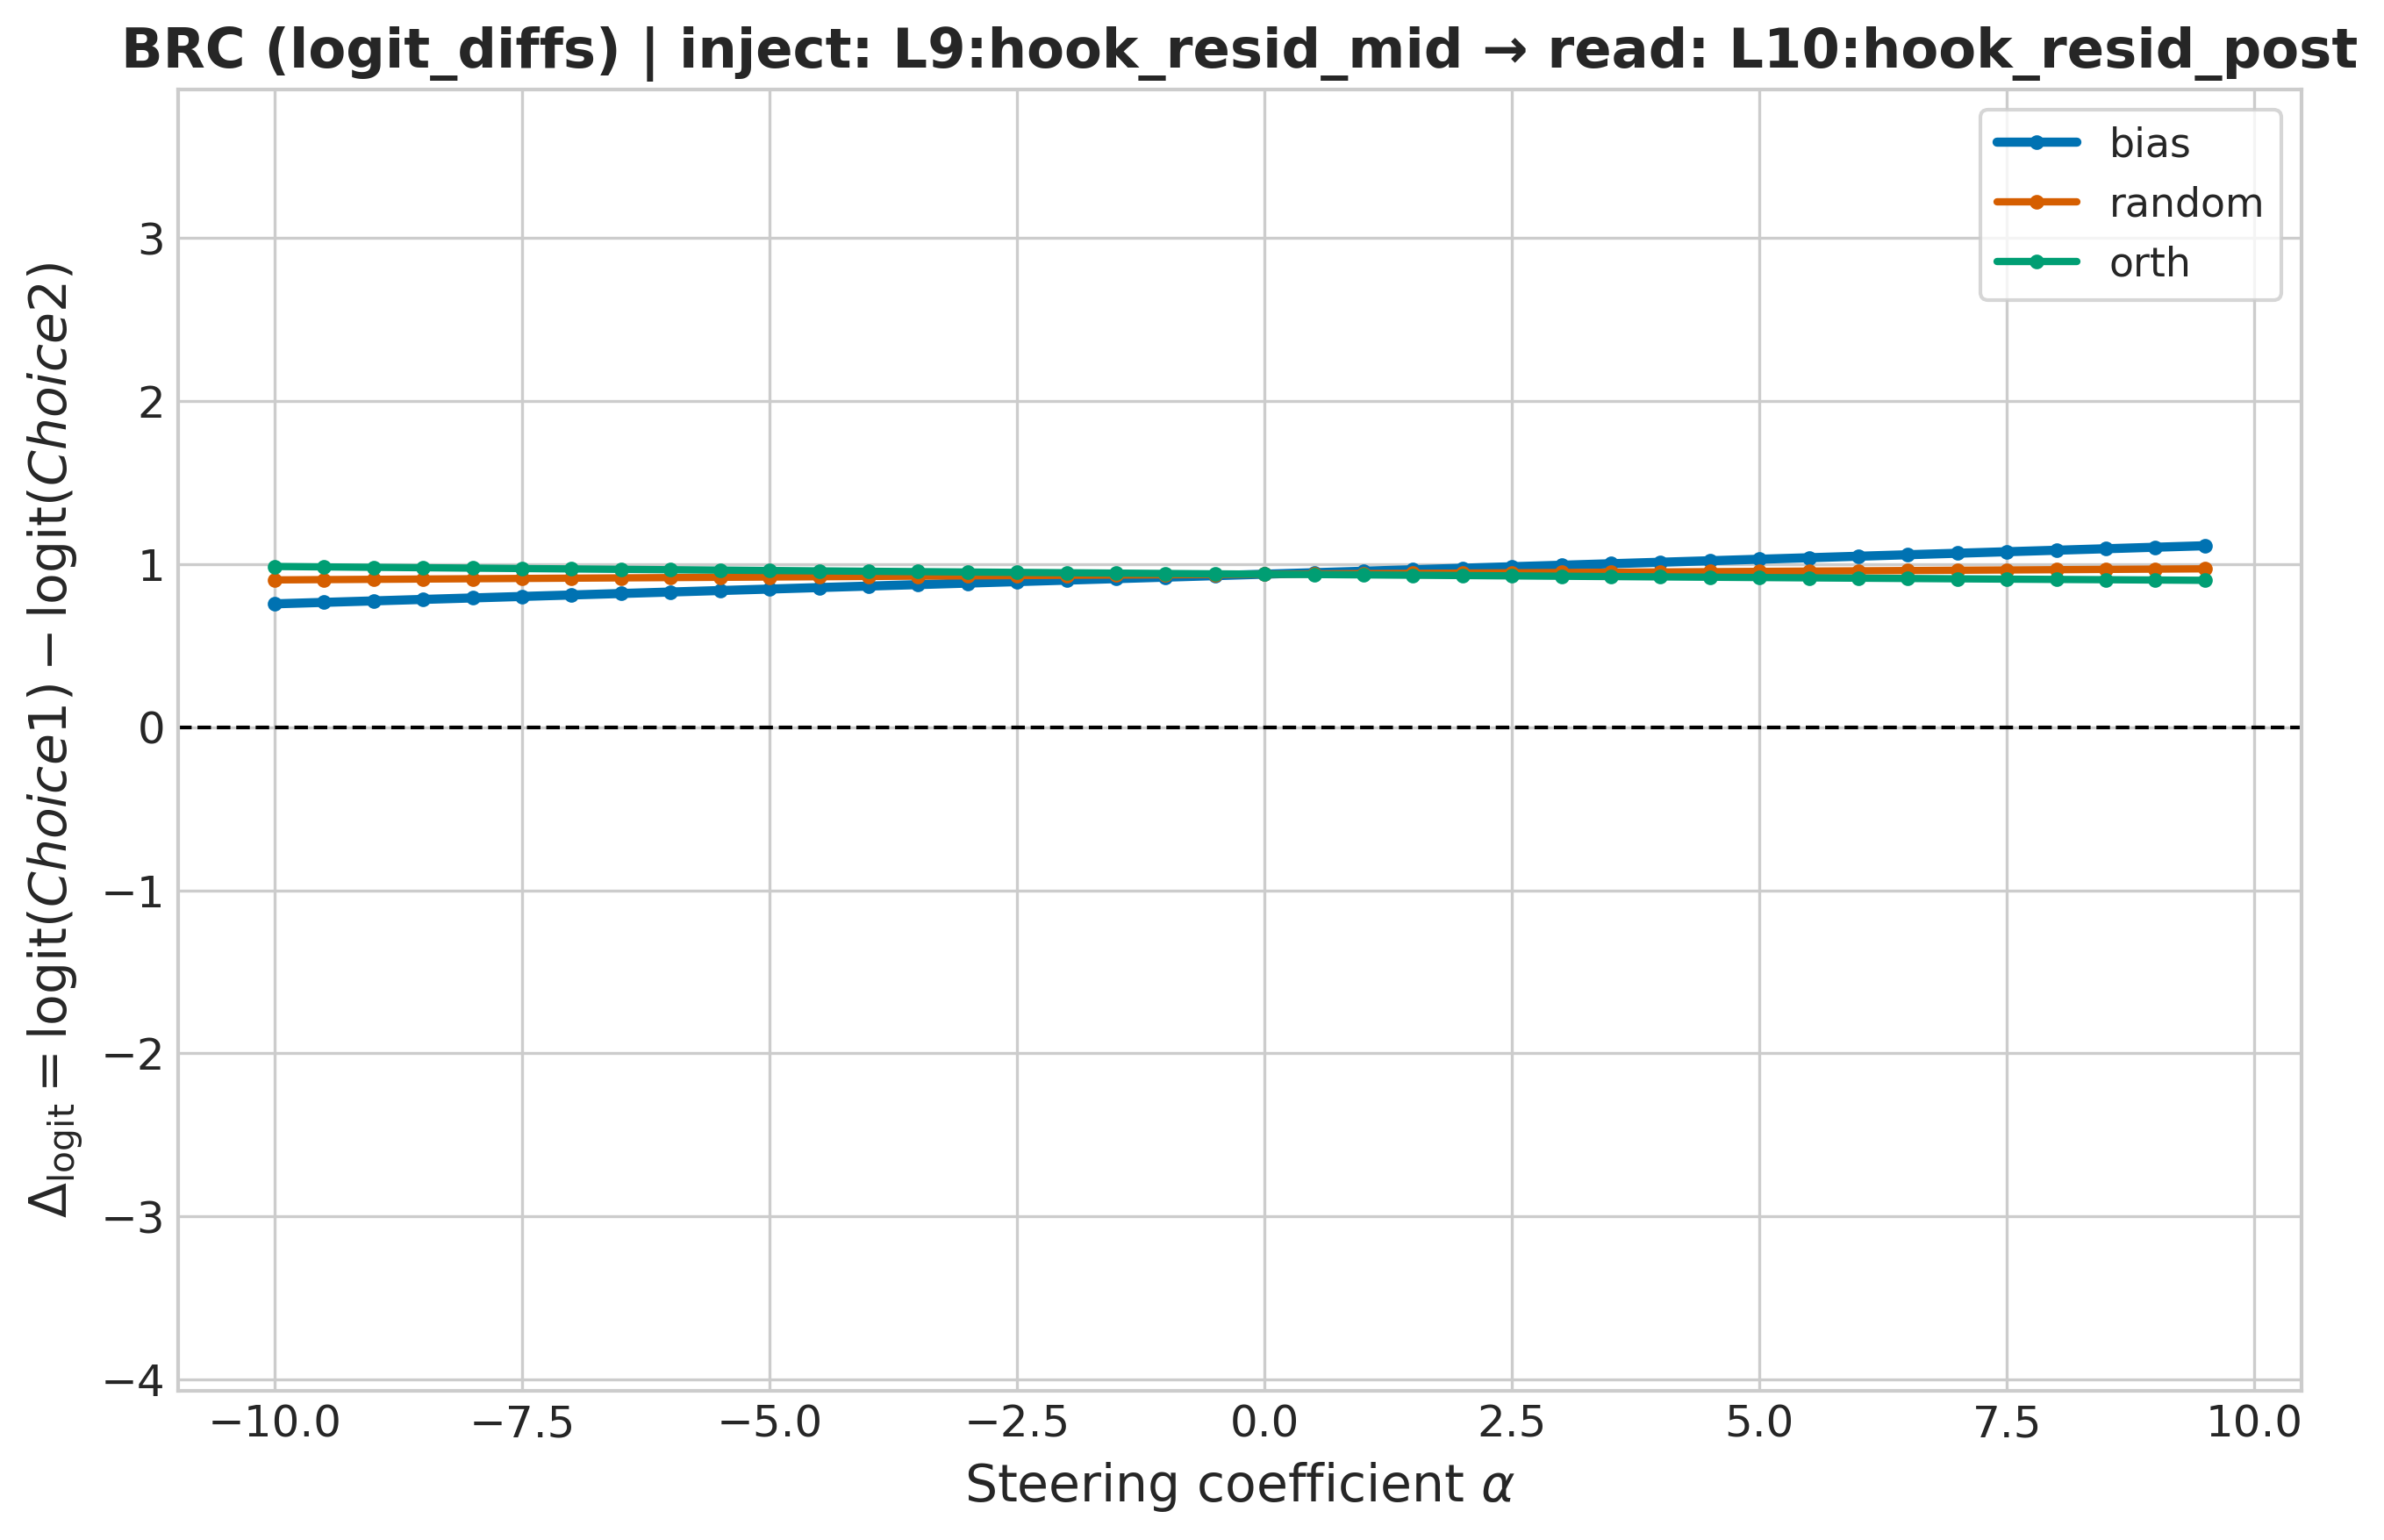 BRC (logit_diffs) | inject: L9:hook_resid_mid → read: L10:hook_resid_post
bias
random
orth
Δlogit = logit(Choice1) − logit(Choice2)
3
2
1
0
−1
−2
−3
−4
−10.0 −7.5 −5.0 −2.5 0.0 2.5 5.0 7.5 10.0
Steering coefficient α